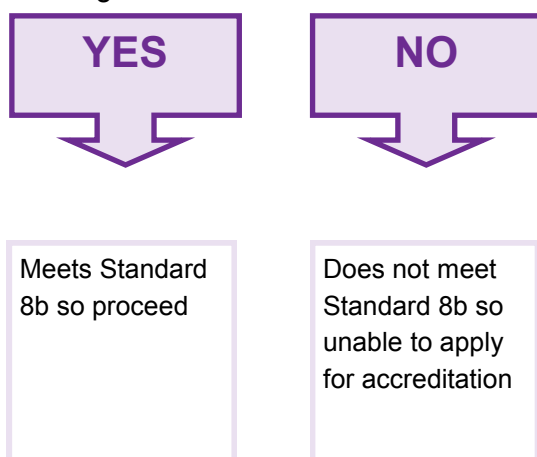 YES
NO
Meets Standard
8b so proceed
Does not meet
Standard 8b so
unable to apply
for accreditation